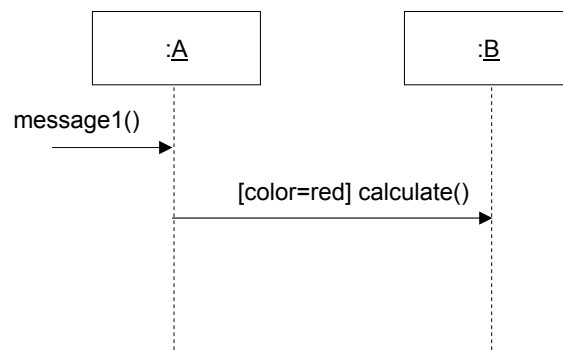 :A
:B
message1()
[color=red] calculate()